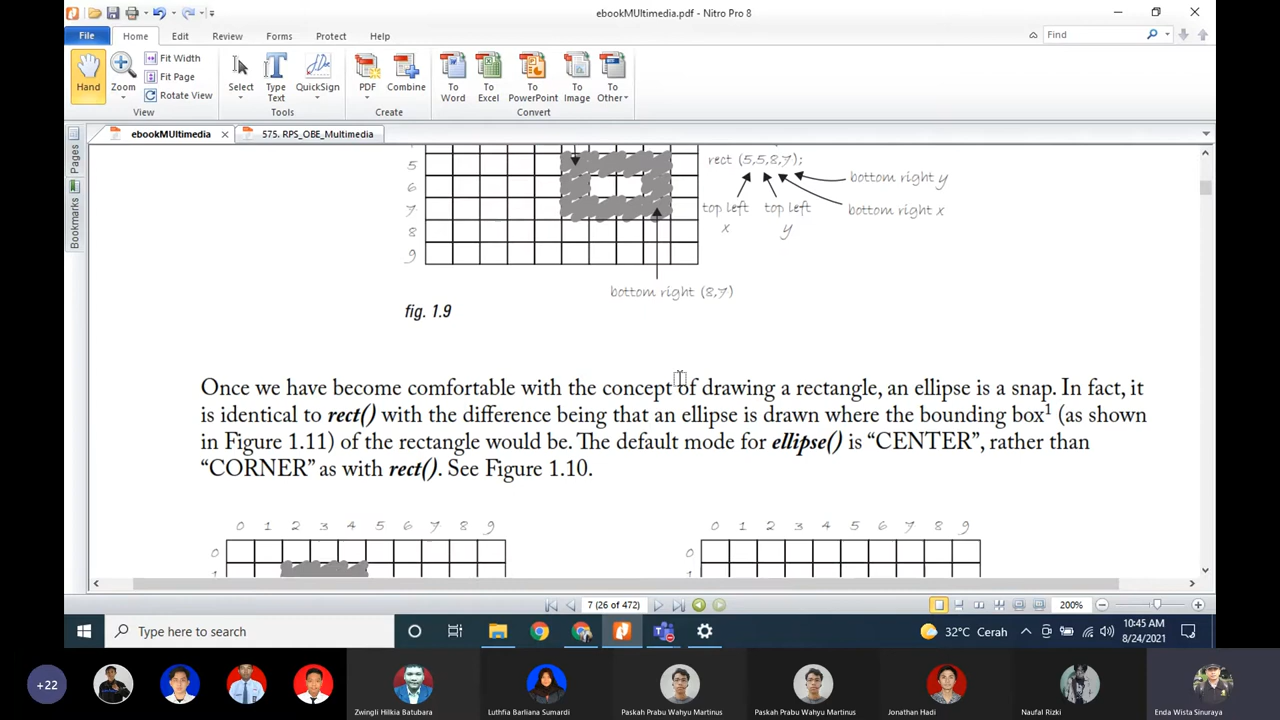 ebookMUltimedia.pdf - Nitro Pro 8
File Home Edit Review Forms Protect Help Find
Hand
Zoom
Fit Width
Fit Page
Rotate View
View
Select
Type Text
QuickSign
Tools
PDF
Combine
Create
To Word
To Excel
To PowerPoint
To Image
To Other
Convert
Pages
Bookmarks
ebookMUltimedia
575. RPS_OBE_Multimedia
5
6
7
8
9
rect (5,5,8,7);
bottom right y
top left x
top left y
bottom right x
bottom right (8,7)
fig. 1.9
Once we have become comfortable with the concept of drawing a rectangle, an ellipse is a snap. In fact, it
is identical to rect() with the difference being that an ellipse is drawn where the bounding box1 (as shown
in Figure 1.11) of the rectangle would be. The default mode for ellipse() is “CENTER”, rather than
“CORNER” as with rect(). See Figure 1.10.
0 1 2 3 4 5 6 7 8 9
0
0 1 2 3 4 5 6 7 8 9
0
7 (26 of 472)
200%
Type here to search
32°C Cerah
10:45 AM
8/24/2021
+22
Zwingli Hilkia Batubara
Luthfia Barliana Sumardi
Paskah Prabu Wahyu Martinus
Paskah Prabu Wahyu Martinus
Jonathan Hadi
Naufal Rizki
Enda Wista Sinuraya